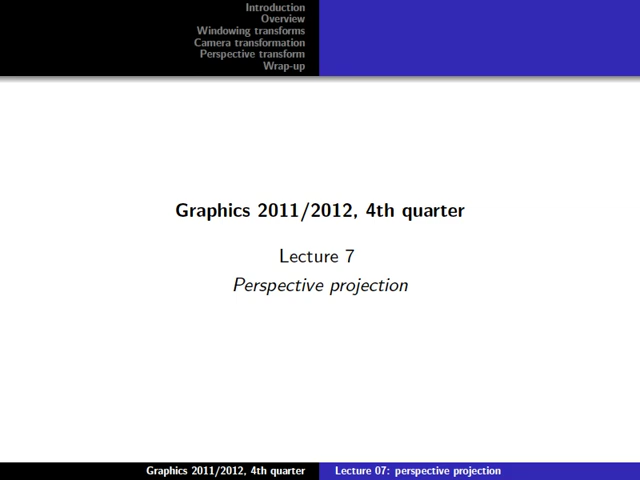 Introduction
Overview
Windowing transforms
Camera transformation
Perspective transform
Wrap-up
Graphics 2011/2012, 4th quarter
Lecture 7
Perspective projection
Graphics 2011/2012, 4th quarter
Lecture 07: perspective projection